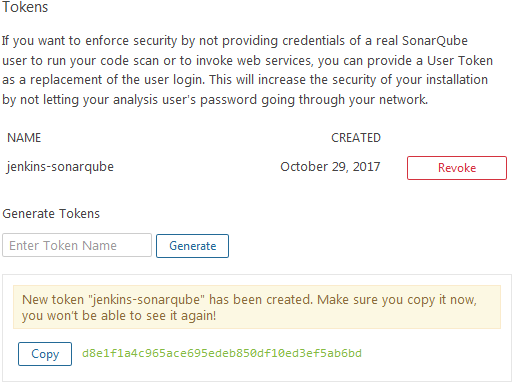 Tokens
If you want to enforce security by not providing credentials of a real SonarQube
user to run your code scan or to invoke web services, you can provide a User Token
as a replacement of the user login. This will increase the security of your installation
by not letting your analysis user's password going through your network.
NAME CREATED
jenkins-sonarqube October 29, 2017 Revoke
Generate Tokens
Enter Token Name Generate
New token "jenkins-sonarqube" has been created. Make sure you copy it now,
you won't be able to see it again!
Copy d8e1f1a4c965ace695edeb850df10ed3ef5ab6bd